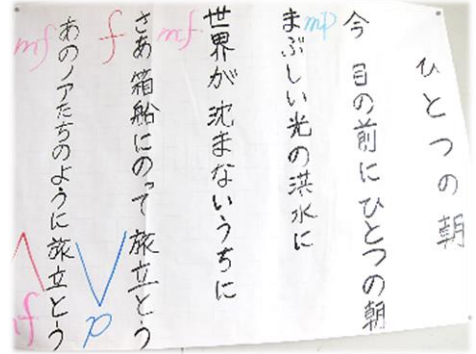 ひとつの朝
今 目の前にひとつの朝
mp
まぶしい光の洪水に
世界が沈まないうちに
mf
さあ箱船にのって旅立とう
f
p
あのノアたちのように旅立とう
mf